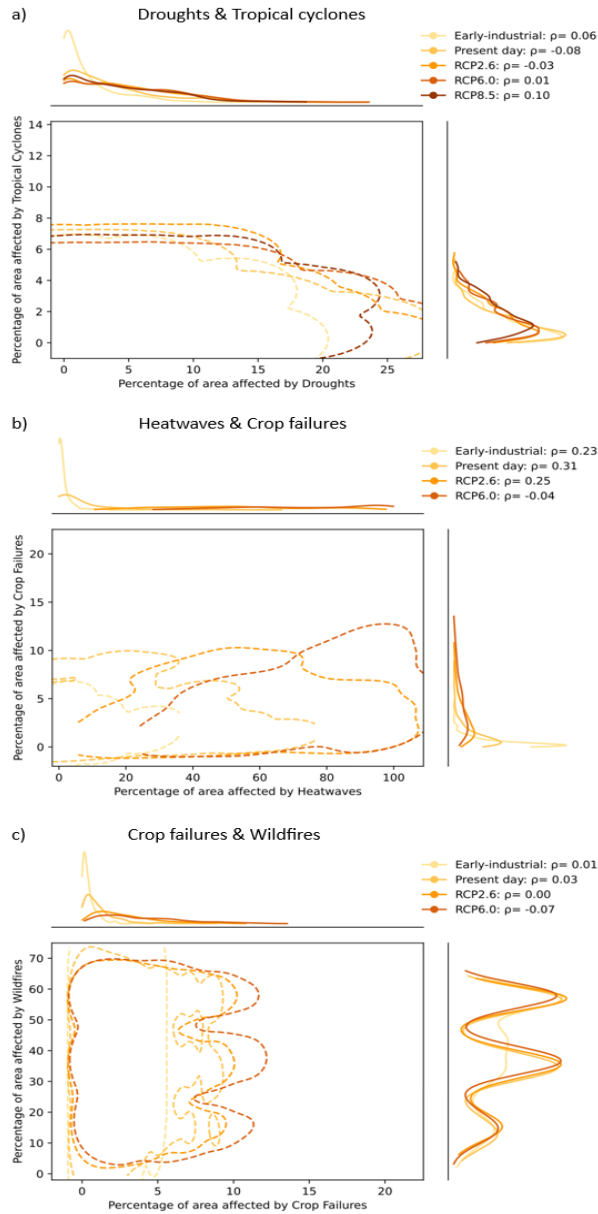 a)
Droughts & Tropical cyclones
Early-industrial: ρ= 0.06
Present day: ρ= -0.08
RCP2.6: ρ= -0.03
RCP6.0: ρ= 0.01
RCP8.5: ρ= 0.10
Percentage of area affected by Tropical Cyclones
14
12
10
8
6
4
2
0
0
5
10
15
20
25
Percentage of area affected by Droughts
b)
Heatwaves & Crop failures
Early-industrial: ρ= 0.23
Present day: ρ= 0.31
RCP2.6: ρ= 0.25
RCP6.0: ρ= -0.04
Percentage of area affected by Crop Failures
20
15
10
5
0
0
20
40
60
80
100
Percentage of area affected by Heatwaves
c)
Crop failures & Wildfires
Early-industrial: ρ= 0.01
Present day: ρ= 0.03
RCP2.6: ρ= 0.00
RCP6.0: ρ= -0.07
Percentage of area affected by Wildfires
70
60
50
40
30
20
10
0
0
5
10
15
20
Percentage of area affected by Crop Failures